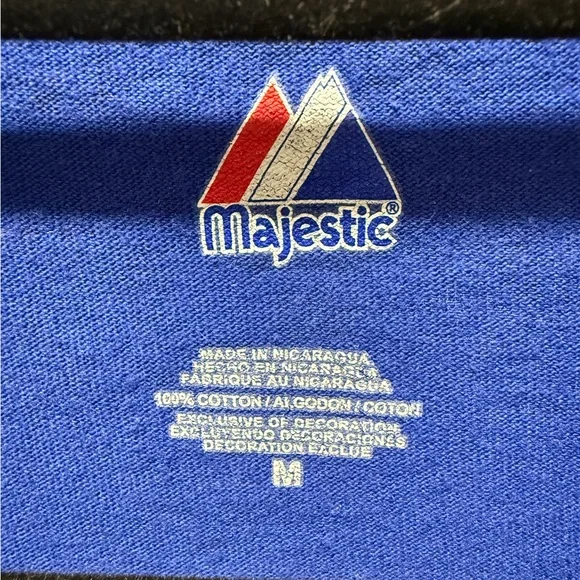 Majestic®
MADE IN NICARAGUA
HECHO EN NICARAGUA
FABRIQUE AU NICARAGUA
100% COTTON / ALGODON / COTON
EXCLUSIVE OF DECORATION
EXCLUYENDO DECORACIONES
DECORATION EXCLUE
M